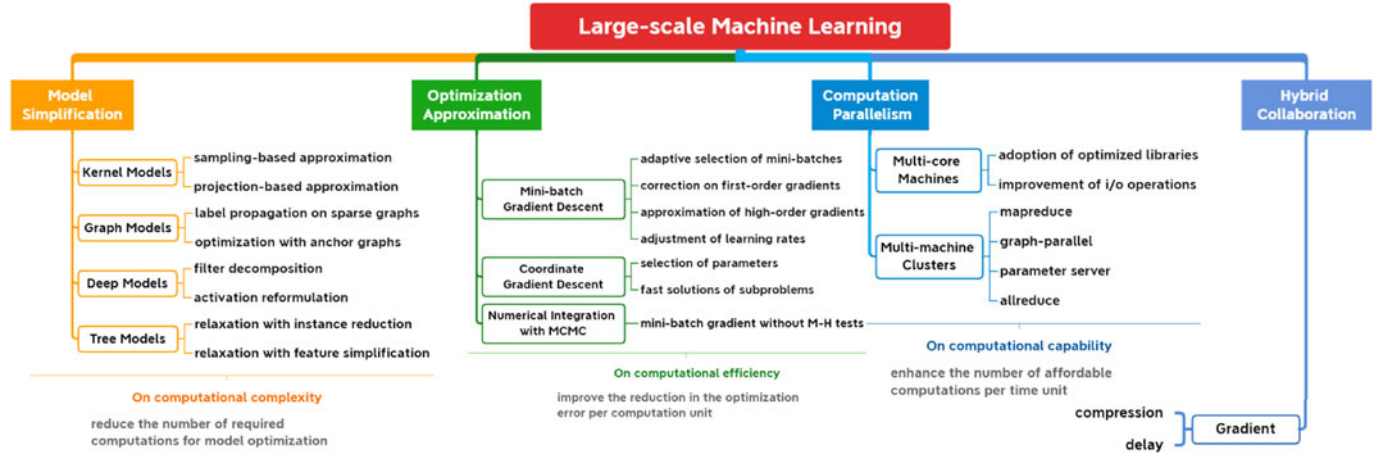 Large-scale Machine Learning
Model
Simplification
Kernel Models
sampling-based approximation
projection-based approximation
Graph Models
label propagation on sparse graphs
optimization with anchor graphs
Deep Models
filter decomposition
activation reformulation
Tree Models
relaxation with instance reduction
relaxation with feature simplification
On computational complexity
reduce the number of required
computations for model optimization
Optimization
Approximation
Mini-batch
Gradient Descent
adaptive selection of mini-batches
correction on first-order gradients
approximation of high-order gradients
adjustment of learning rates
Coordinate
Gradient Descent
selection of parameters
fast solutions of subproblems
Numerical Integration
with MCMC
mini-batch gradient without M-H tests
On computational efficiency
improve the reduction in the optimization
error per computation unit
Computation
Parallelism
Multi-core
Machines
adoption of optimized libraries
improvement of i/o operations
Multi-machine
Clusters
mapreduce
graph-parallel
parameter server
allreduce
On computational capability
enhance the number of affordable
computations per time unit
Hybrid
Collaboration
Gradient
compression
delay